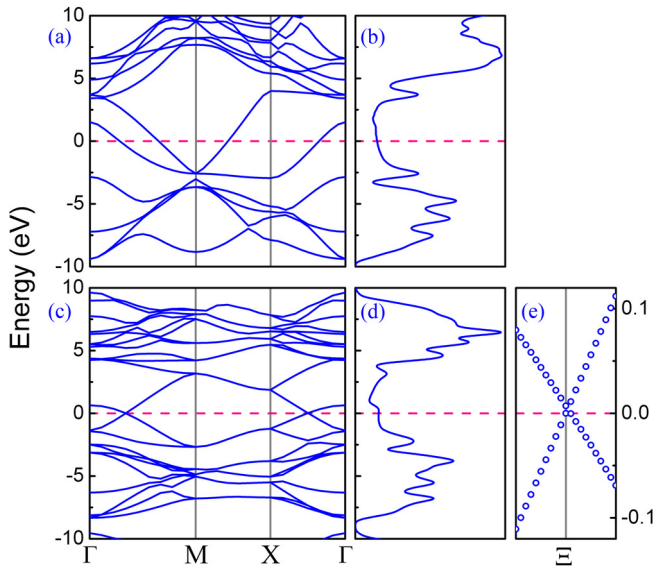 (a)
(b)
10
5
0
-5
-10
Energy (eV)
(c)
(d)
(e)
10
5
0
-5
-10
0.1
0.0
-0.1
Γ
M
X
Γ
Ξ